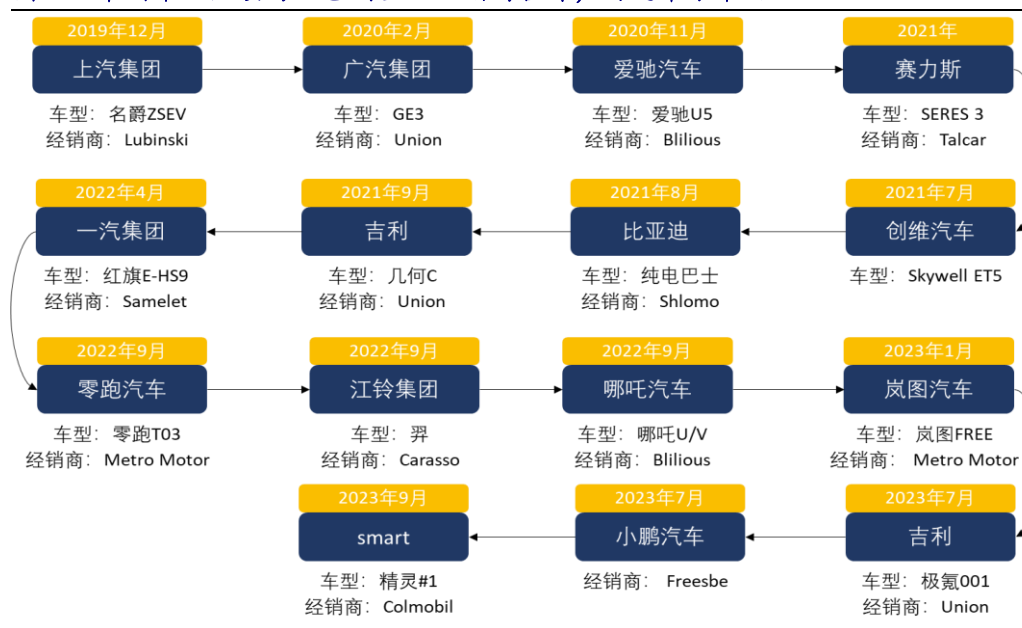 2019年12月
上汽集团
车型：名爵ZSEV
经销商：Lubinski
2020年2月
广汽集团
车型：GE3
经销商：Union
2020年11月
爱驰汽车
车型：爱驰U5
经销商：Blilious
2021年
赛力斯
车型：SERES 3
经销商：Talcar
2021年7月
创维汽车
车型：Skywell ET5
2021年8月
比亚迪
车型：纯电巴士
经销商：Shlomo
2021年9月
吉利
车型：几何C
经销商：Union
2022年4月
一汽集团
车型：红旗E-HS9
经销商：Samelet
2022年9月
零跑汽车
车型：零跑T03
经销商：Metro Motor
2022年9月
江铃集团
车型：羿
经销商：Carasso
2022年9月
哪吒汽车
车型：哪吒U/V
经销商：Blilious
2023年1月
岚图汽车
车型：岚图FREE
经销商：Metro Motor
2023年7月
吉利
车型：极氪001
经销商：Union
2023年7月
小鹏汽车
经销商：Freesbe
2023年9月
smart
车型：精灵#1
经销商：Colmobil